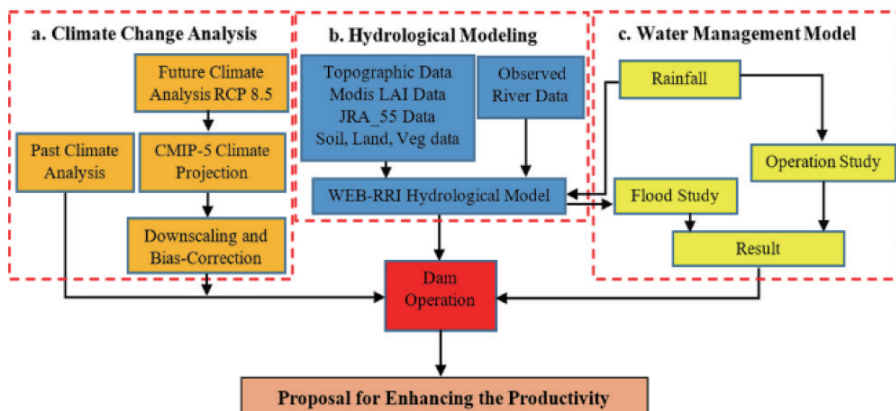 a. Climate Change Analysis
Future Climate
Analysis RCP 8.5
Past Climate
Analysis
CMIP-5 Climate
Projection
Downscaling and
Bias-Correction
b. Hydrological Modeling
Topographic Data
Modis LAI Data
JRA_55 Data
Soil, Land, Veg data
Observed
River Data
WEB-RRI Hydrological Model
c. Water Management Model
Rainfall
Operation Study
Flood Study
Result
Dam
Operation
Proposal for Enhancing the Productivity